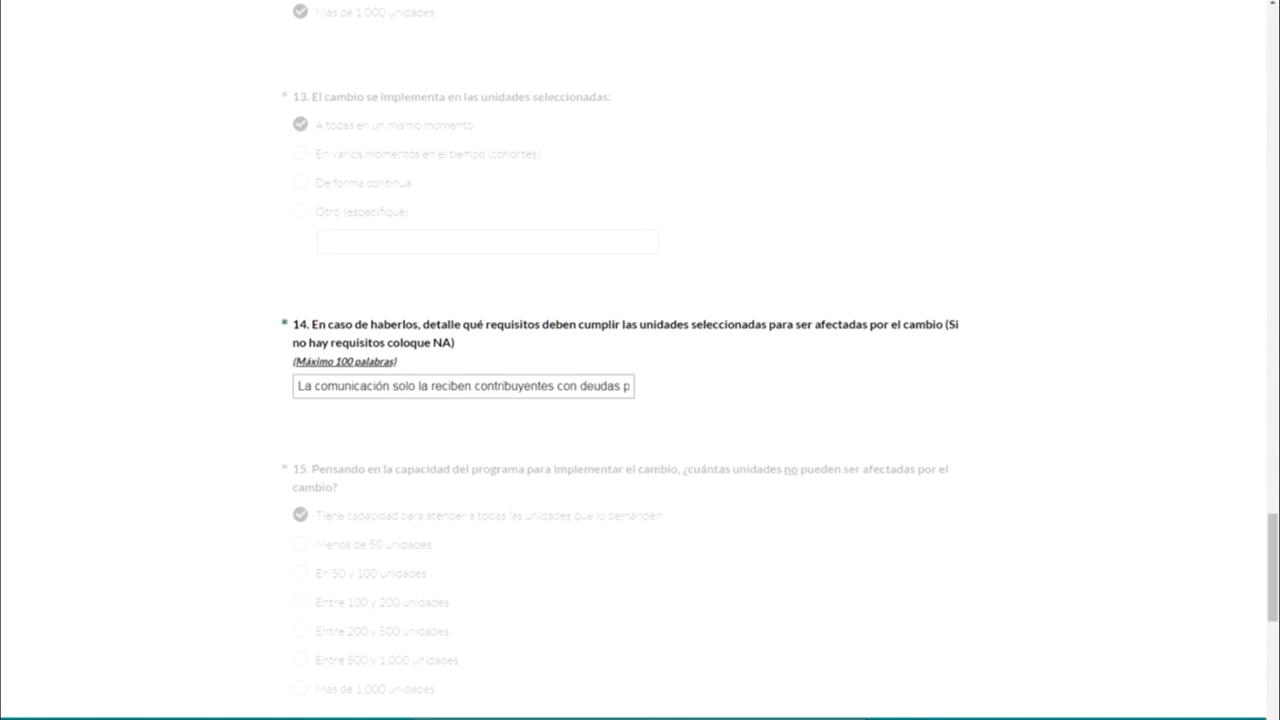 Más de 1.000 unidades
* 13. El cambio se implementa en las unidades seleccionadas:
A todas en un mismo momento
En varios momentos en el tiempo (cohortes)
De forma continua
Otro (especifique)
* 14. En caso de haberlos, detalle qué requisitos deben cumplir las unidades seleccionadas para ser afectadas por el cambio (Si
no hay requisitos coloque NA)
(Máximo 100 palabras)
La comunicación solo la reciben contribuyentes con deudas p
* 15. Pensando en la capacidad del programa para implementar el cambio, ¿cuántas unidades no pueden ser afectadas por el
cambio?
Tiene capacidad para atender a todas las unidades que lo demanden
Menos de 50 unidades
En 50 y 100 unidades
Entre 100 y 200 unidades
Entre 200 y 500 unidades
Entre 500 y 1.000 unidades
Más de 1.000 unidades